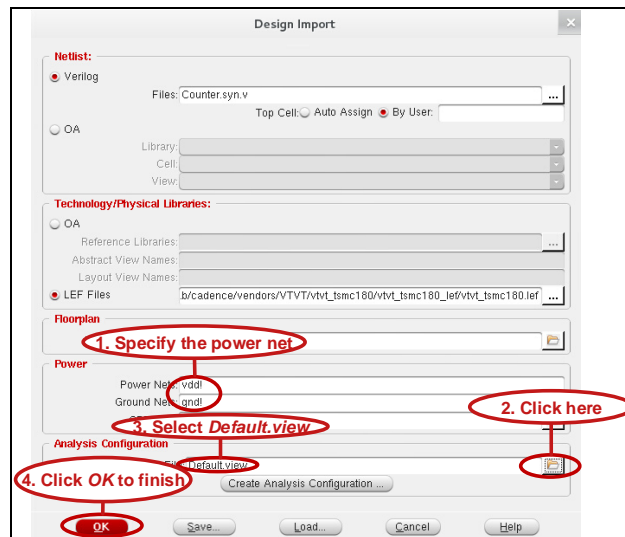 Design Import
Netlist:
Verilog
Files: Counter.syn.v ...
Top Cell: Auto Assign By User:
OA
Library:
Cell:
View:
Technology/Physical Libraries:
OA
Reference Libraries: ...
Abstract View Names:
Layout View Names:
LEF Files .b/cadence/vendors/VTVT/vtvt_tsmc180/vtvt_tsmc180_lef/vtvt_tsmc180.lef ...
Floorplan
1. Specify the power net
Power
Power Nets: vdd!
Ground Nets: gnd!
2. Click here
3. Select Default.view
Analysis Configuration
Default.view
4. Click OK to finish
Create Analysis Configuration ...
OK Save... Load... Cancel Help